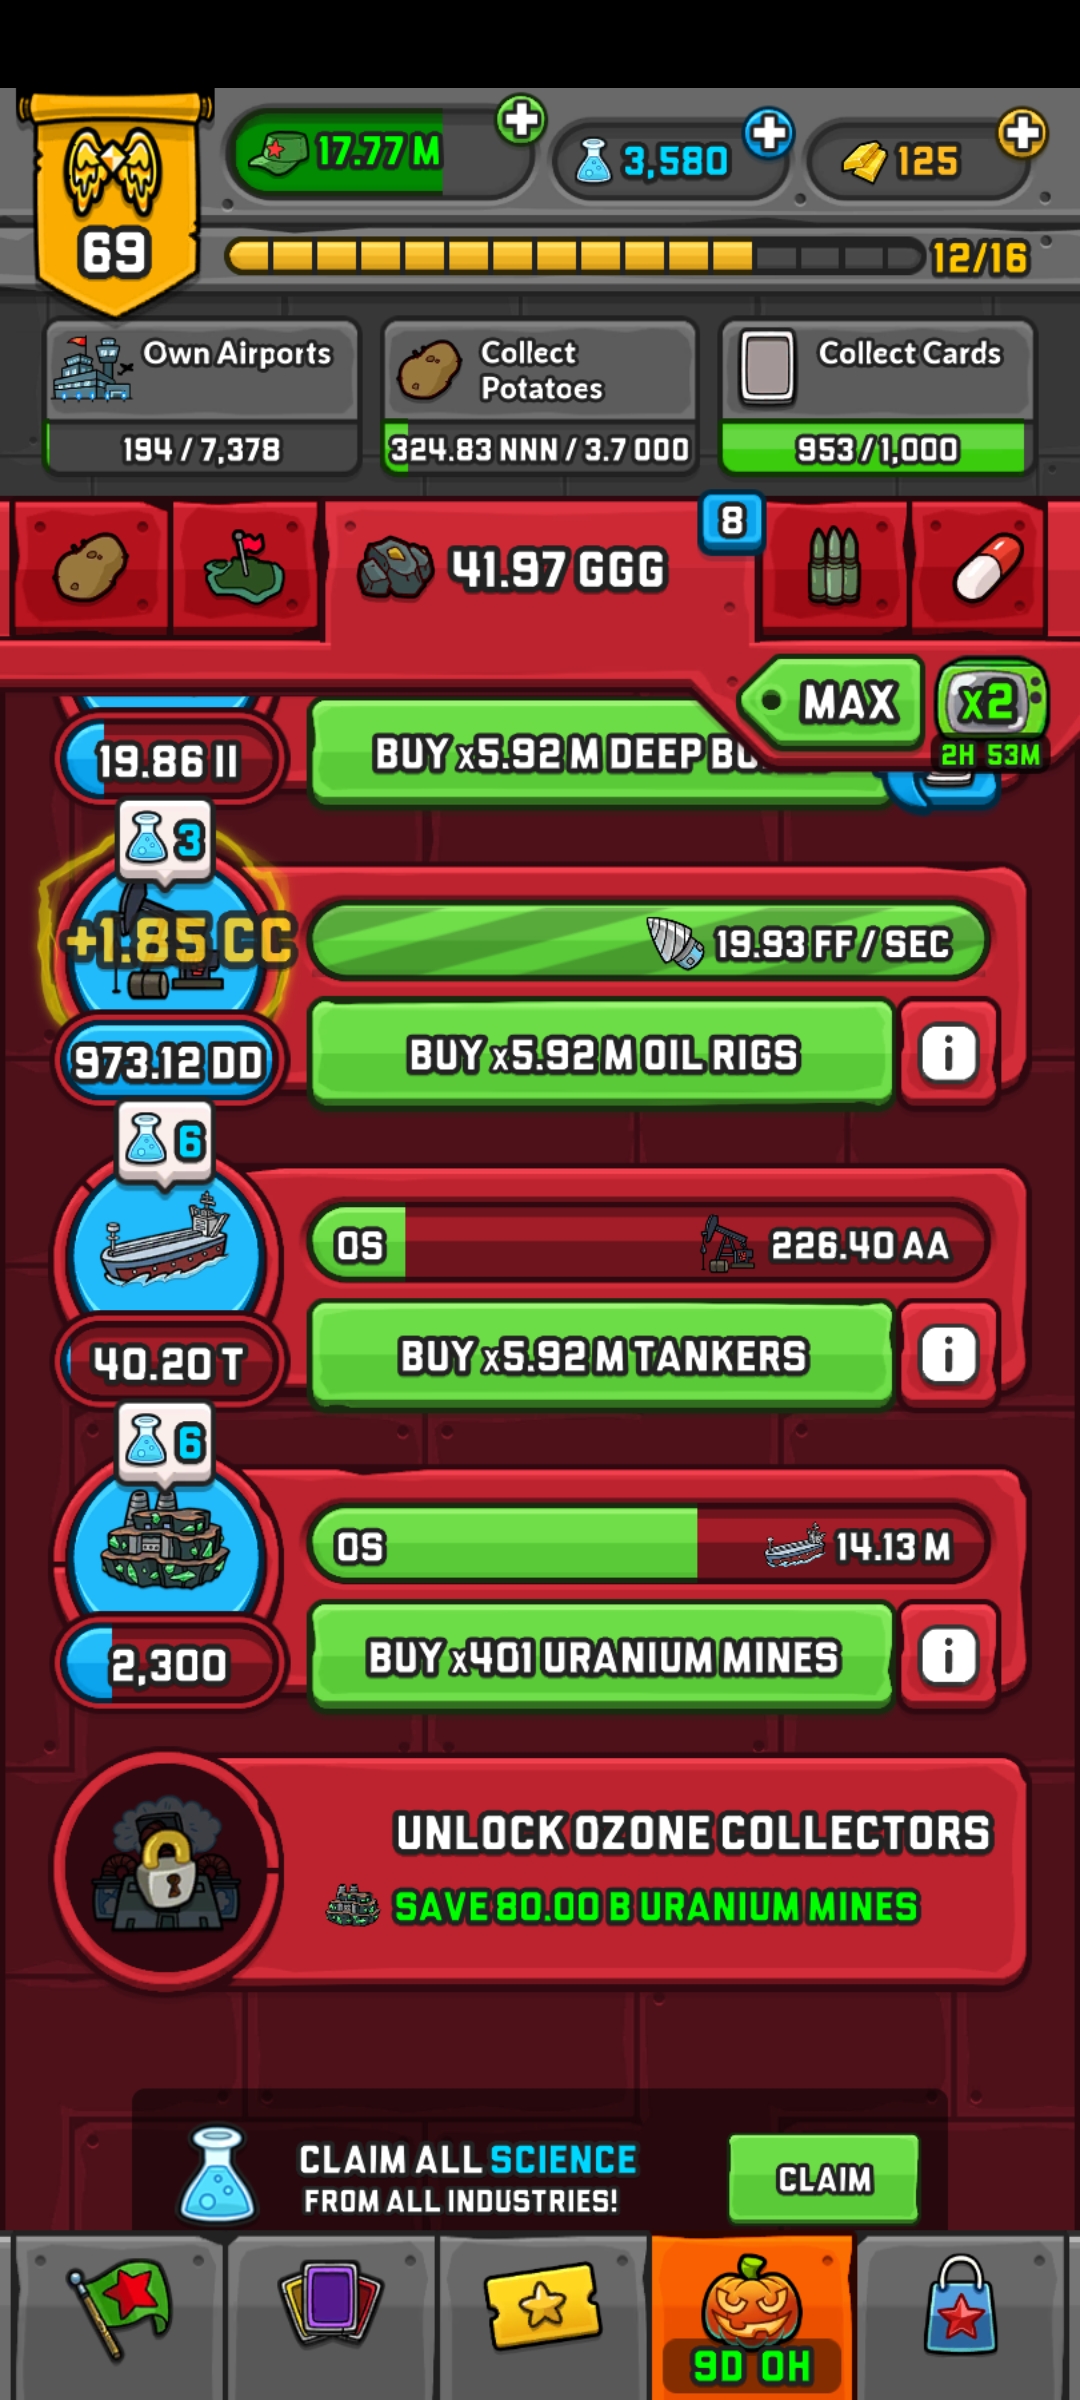 69
17.77 M
3,580
125
12/16
Own Airports
194 / 7,378
Collect
Potatoes
324.83 NNN / 3.7 OOO
Collect Cards
953 / 1,000
41.97 GGG
8
MAX
x2
2H 53M
19.86 II
BUY x5.92 M DEEP
3
+1.85 CC
19.93 FF / SEC
973.12 DD
BUY x5.92 M OIL RIGS
i
6
0S
226.40 AA
40.20 T
BUY x5.92 M TANKERS
i
6
0S
14.13 M
2,300
BUY x401 URANIUM MINES
i
UNLOCK OZONE COLLECTORS
SAVE 80.00 B URANIUM MINES
CLAIM ALL SCIENCE
FROM ALL INDUSTRIES!
CLAIM
9D 0H